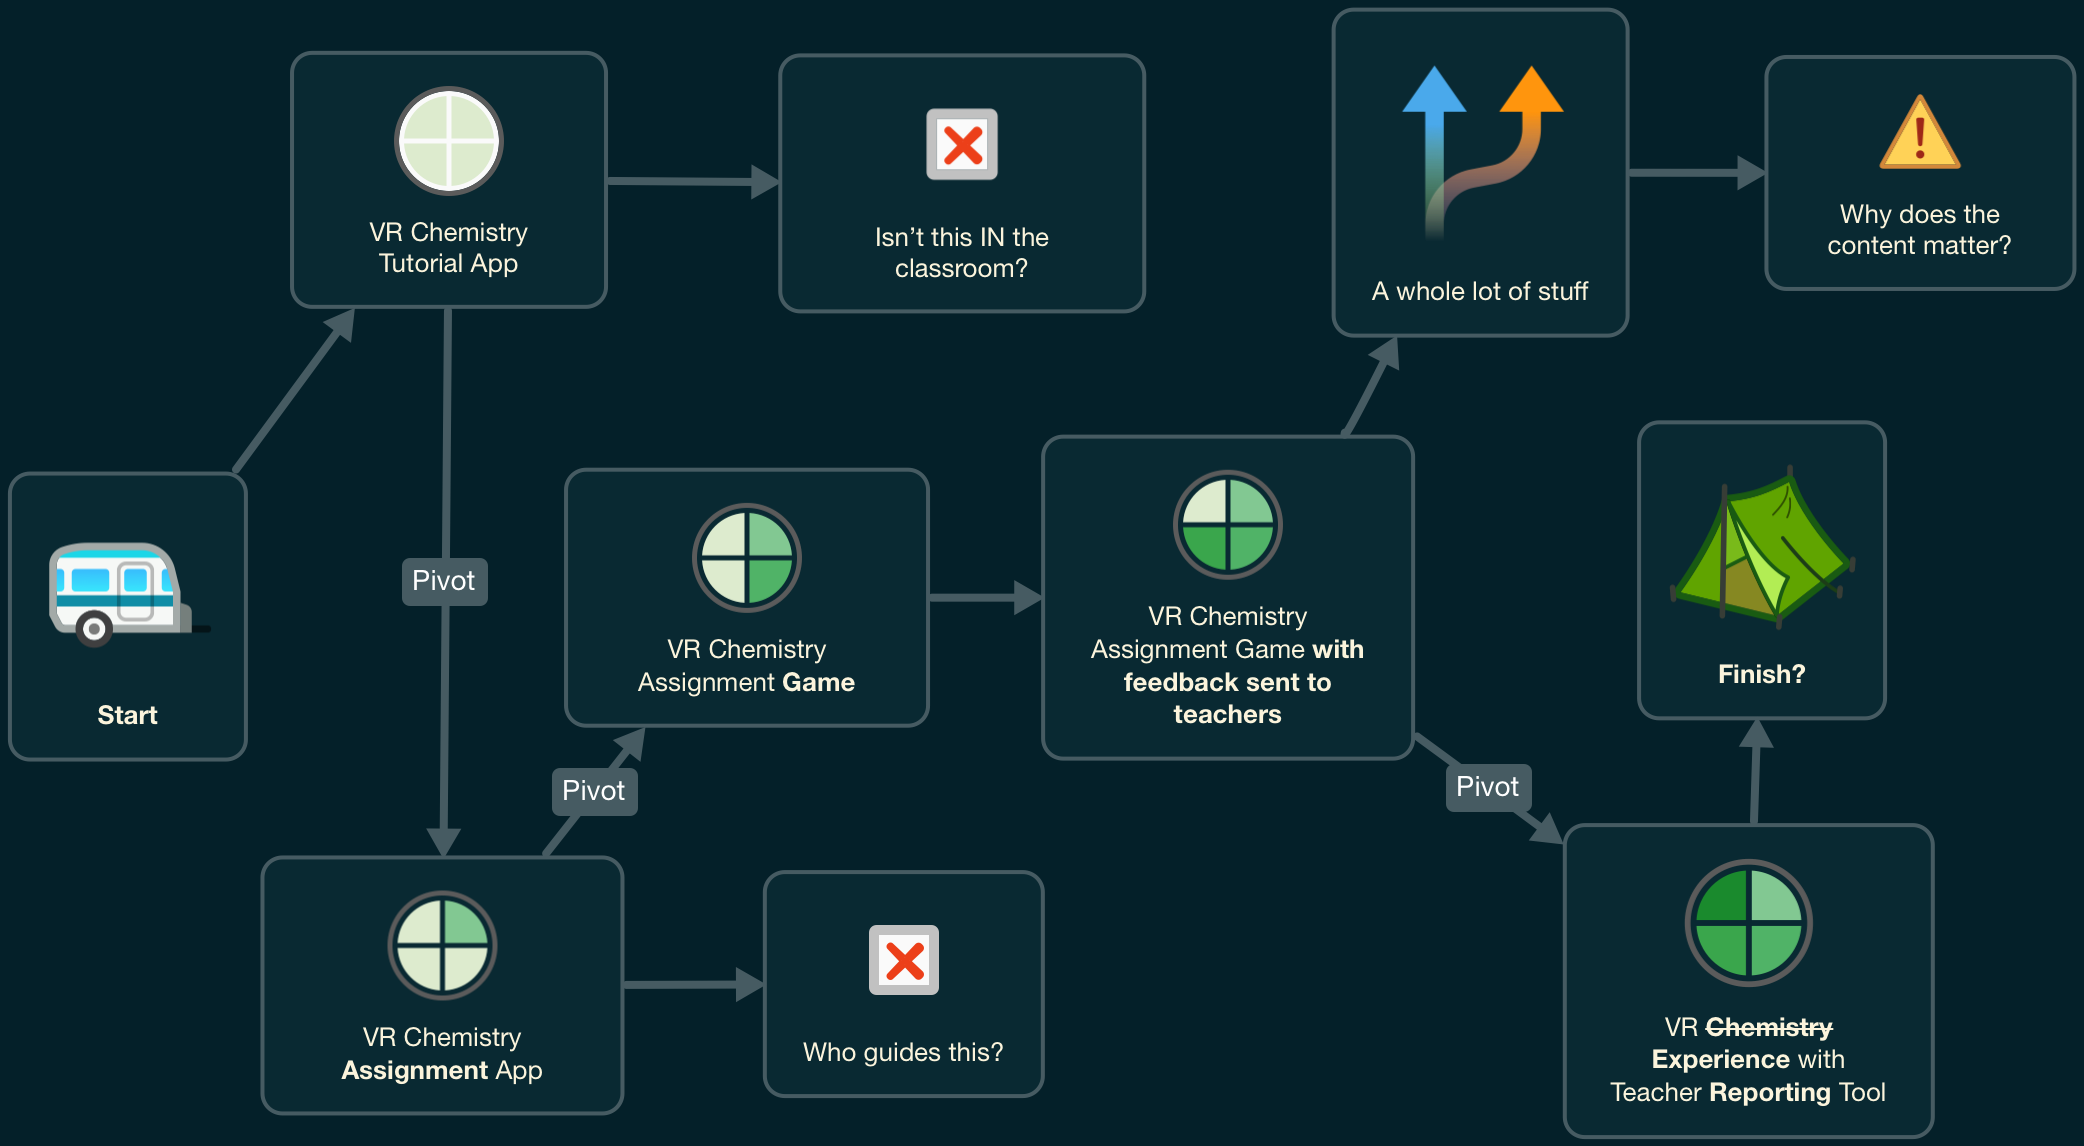 VR Chemistry
Tutorial App
Isn’t this IN the
classroom?
A whole lot of stuff
Why does the
content matter?
Start
Pivot
VR Chemistry
Assignment Game
VR Chemistry
Assignment Game with
feedback sent to
teachers
Finish?
Pivot
Pivot
VR Chemistry
Assignment App
Who guides this?
VR Chemistry
Experience with
Teacher Reporting Tool